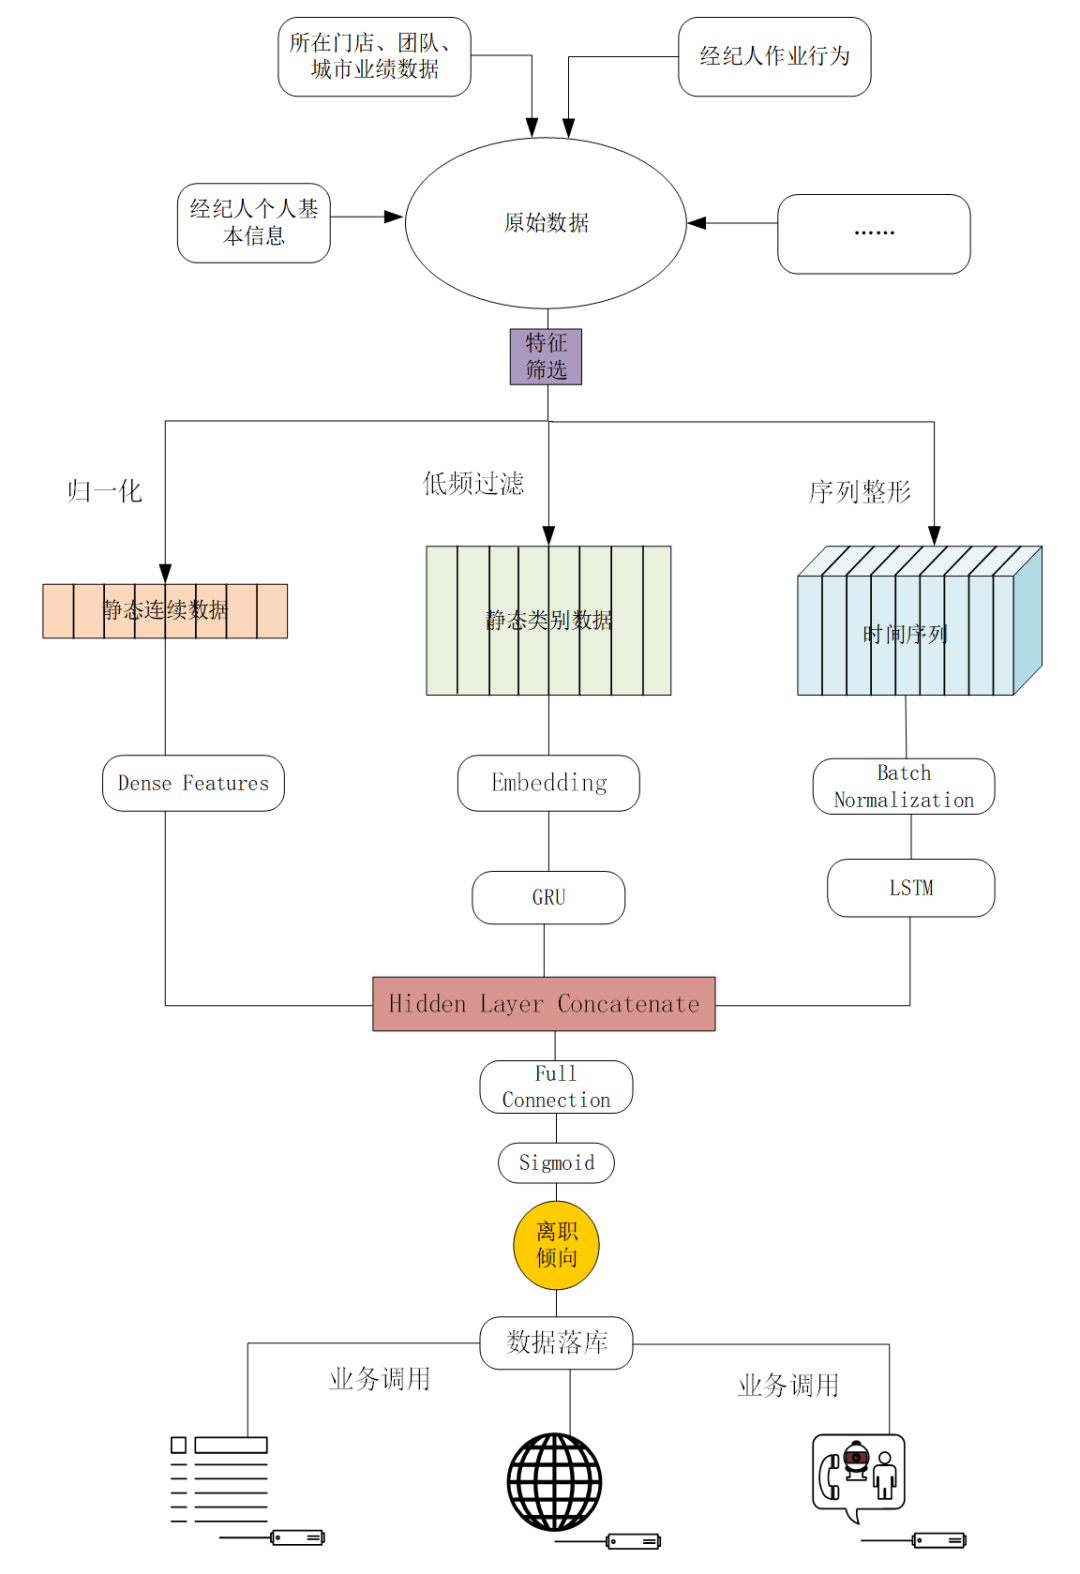 所在门店、团队、
城市业绩数据
经纪人作业行为
经纪人个人基
本信息
原始数据
……
特征
筛选
归一化
低频过滤
序列整形
静态连续数据
静态类别数据
时间序列
Dense Features
Embedding
Batch
Normalization
GRU
LSTM
Hidden Layer Concatenate
Full
Connection
Sigmoid
离职
倾向
数据落库
业务调用
业务调用